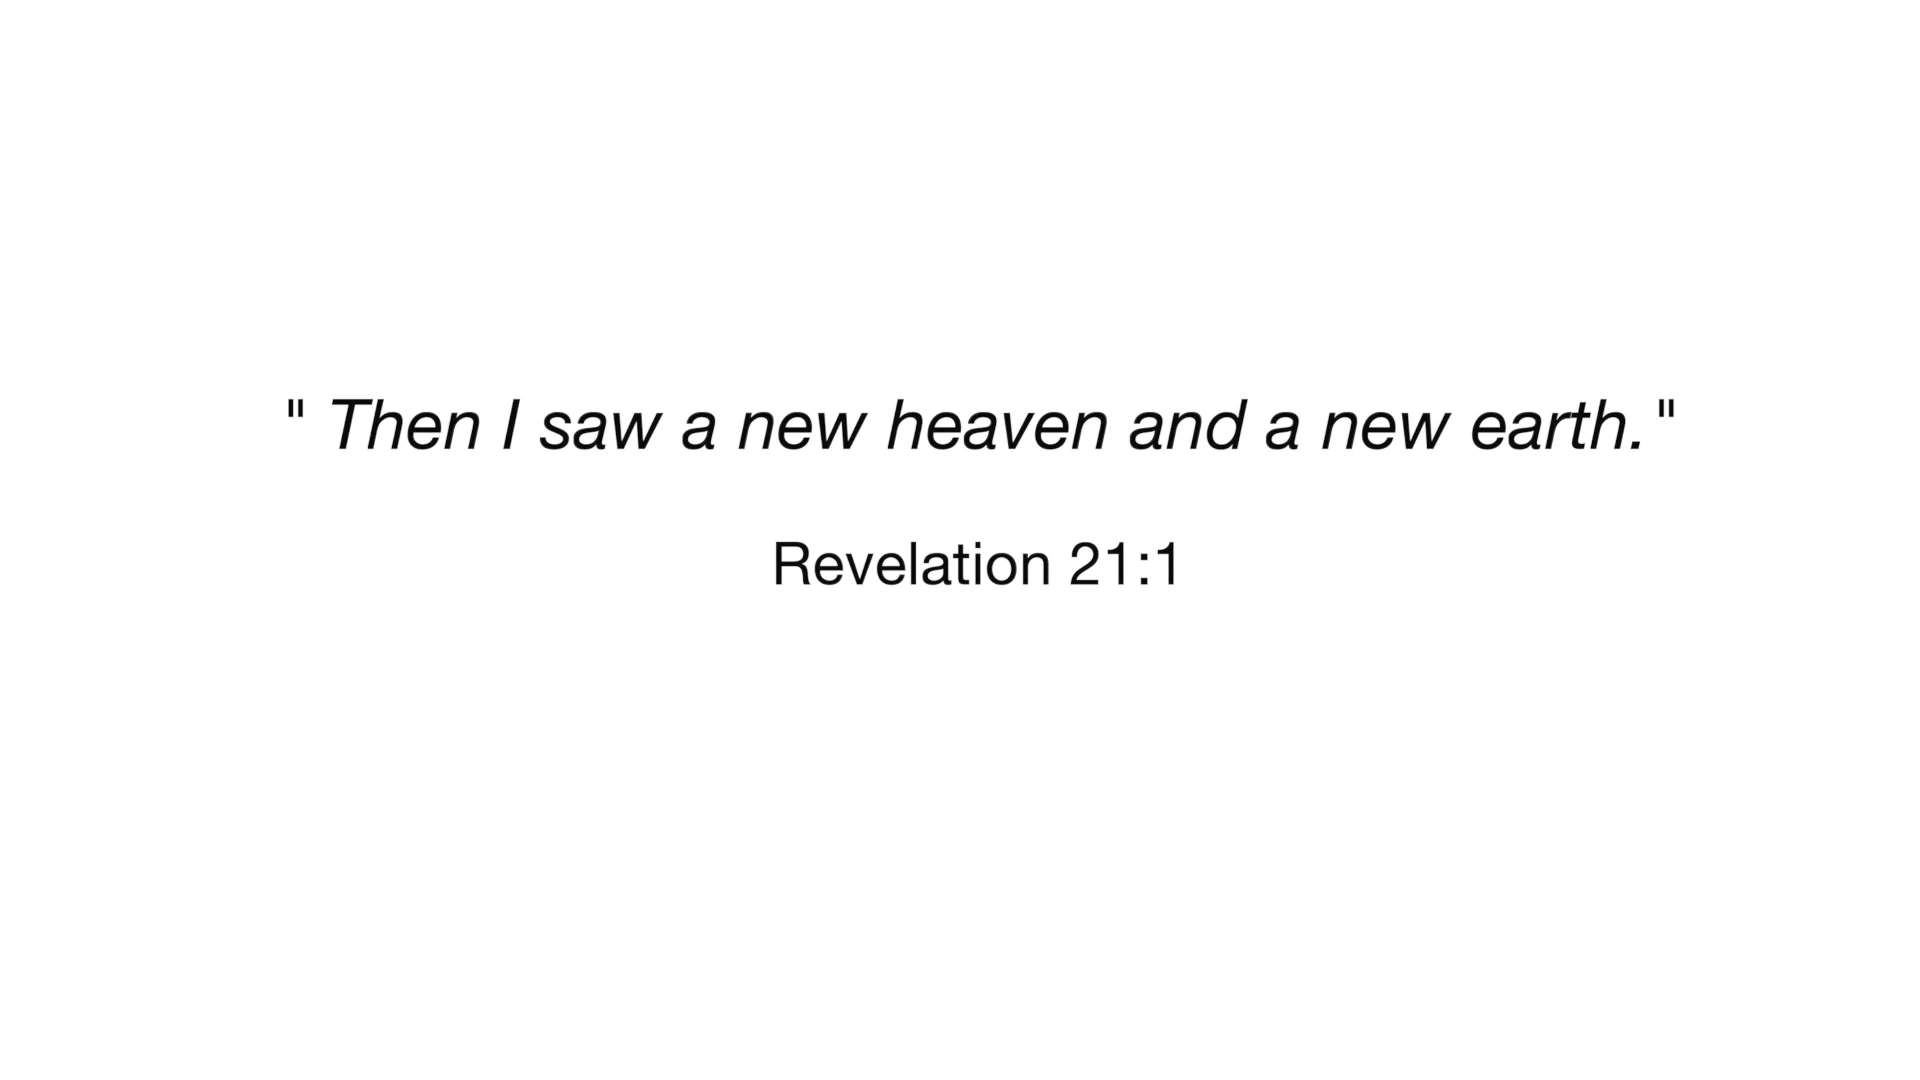 " Then I saw a new heaven and a new earth."
Revelation 21:1